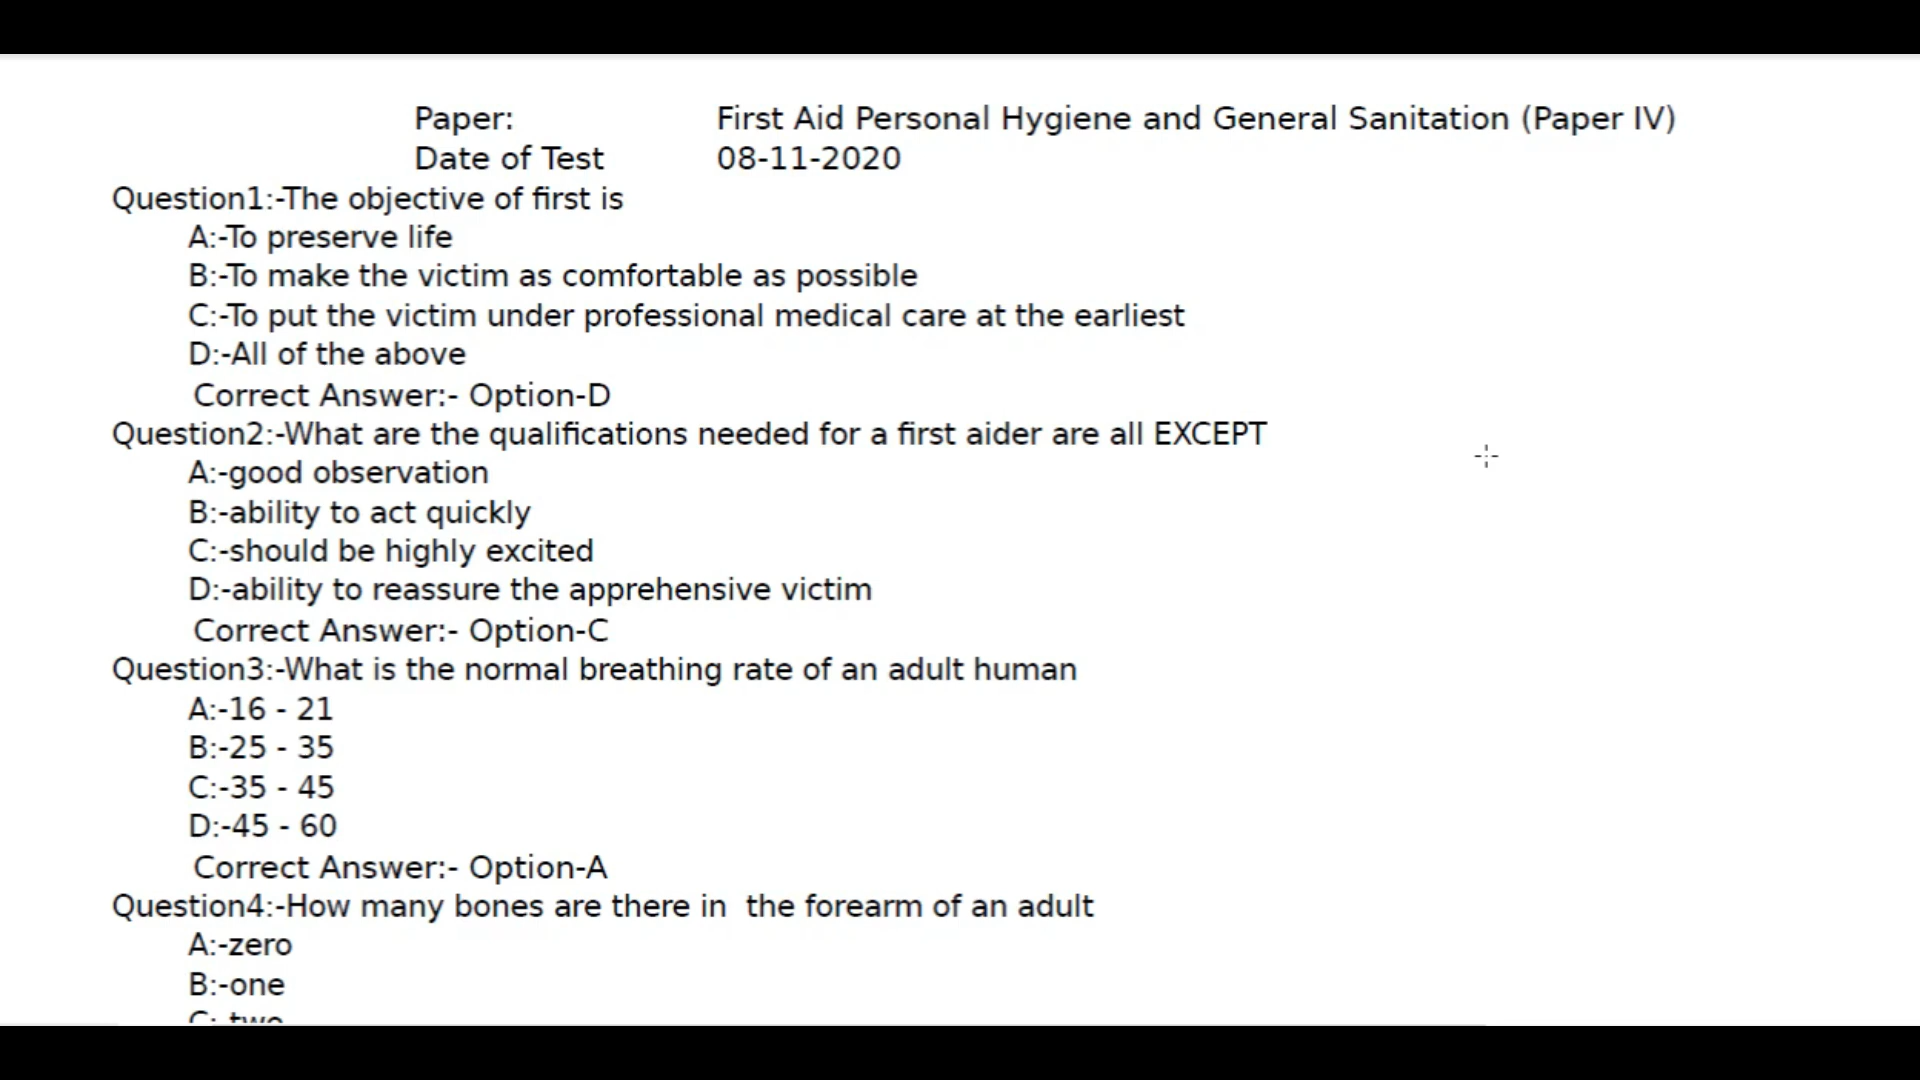 Paper: First Aid Personal Hygiene and General Sanitation (Paper IV)
Date of Test 08-11-2020
Question1:-The objective of first is
A:-To preserve life
B:-To make the victim as comfortable as possible
C:-To put the victim under professional medical care at the earliest
D:-All of the above
Correct Answer:- Option-D
Question2:-What are the qualifications needed for a first aider are all EXCEPT
A:-good observation
B:-ability to act quickly
C:-should be highly excited
D:-ability to reassure the apprehensive victim
Correct Answer:- Option-C
Question3:-What is the normal breathing rate of an adult human
A:-16 - 21
B:-25 - 35
C:-35 - 45
D:-45 - 60
Correct Answer:- Option-A
Question4:-How many bones are there in  the forearm of an adult
A:-zero
B:-one
C:-two